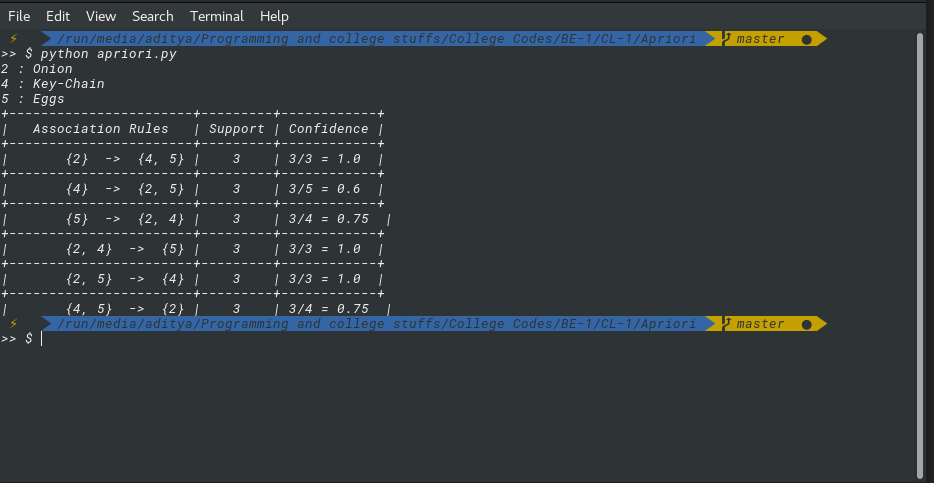 File Edit View Search Terminal Help
⚡ /run/media/aditya/Programming and college stuffs/College Codes/BE-1/CL-1/Apriori master ●
>> $ python apriori.py
2 : Onion
4 : Key-Chain
5 : Eggs
+-----------------------+---------+------------+
|   Association Rules   | Support | Confidence |
+-----------------------+---------+------------+
|       {2}  ->  {4, 5} |    3    | 3/3 = 1.0  |
+-----------------------+---------+------------+
|       {4}  ->  {2, 5} |    3    | 3/5 = 0.6  |
+-----------------------+---------+------------+
|       {5}  ->  {2, 4} |    3    | 3/4 = 0.75  |
+-----------------------+---------+------------+
|       {2, 4}  ->  {5} |    3    | 3/3 = 1.0  |
+-----------------------+---------+------------+
|       {2, 5}  ->  {4} |    3    | 3/3 = 1.0  |
+-----------------------+---------+------------+
|       {4, 5}  ->  {2} |    3    | 3/4 = 0.75  |
⚡ /run/media/aditya/Programming and college stuffs/College Codes/BE-1/CL-1/Apriori master ●
>> $